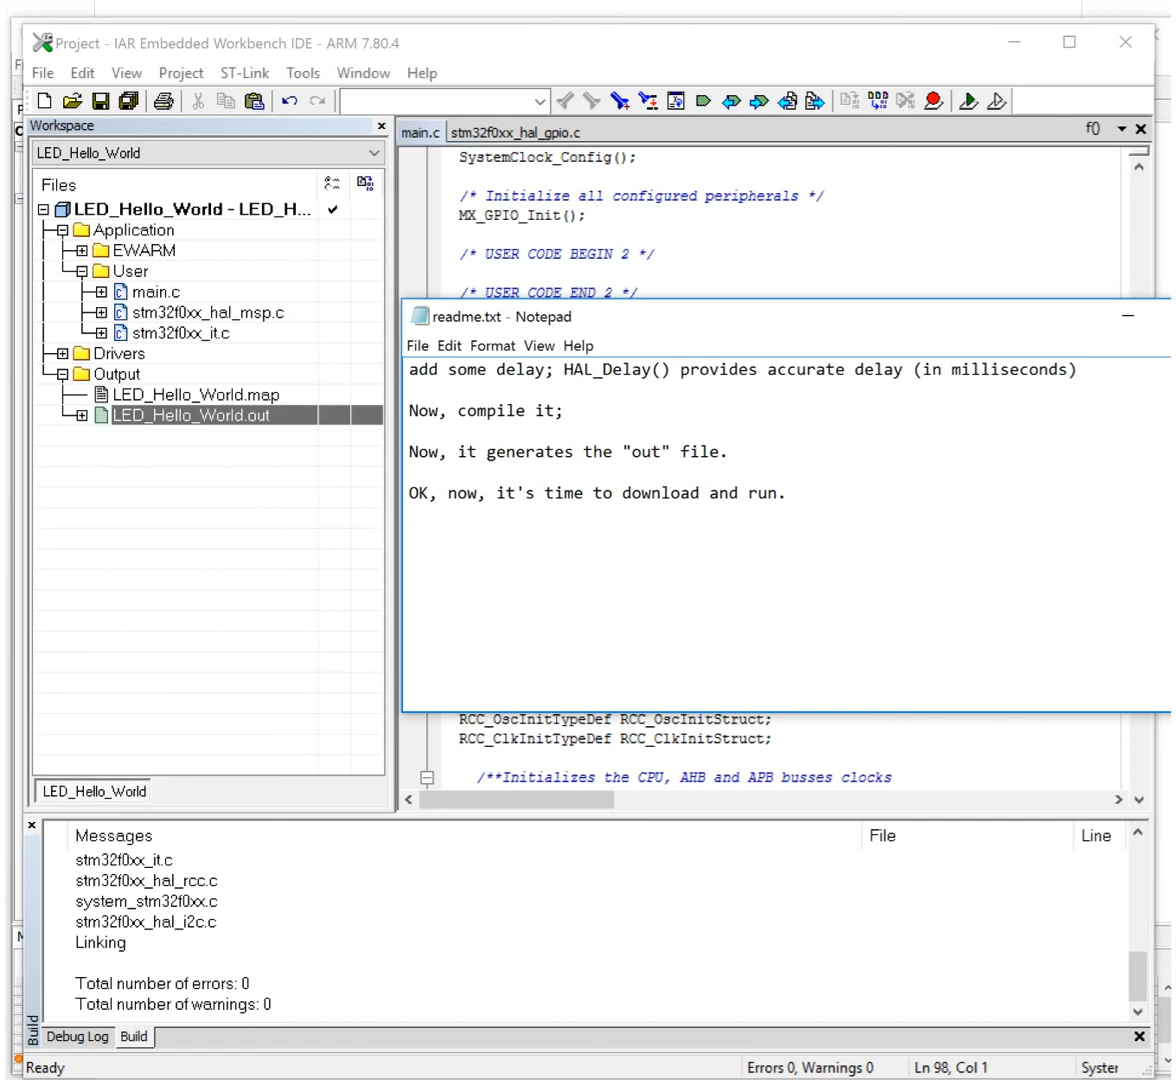 Project - IAR Embedded Workbench IDE - ARM 7.80.4
File Edit View Project ST-Link Tools Window Help
Workspace
LED_Hello_World
Files
LED_Hello_World - LED_H...
Application
EWARM
User
main.c
stm32f0xx_hal_msp.c
stm32f0xx_it.c
Drivers
Output
LED_Hello_World.map
LED_Hello_World.out
LED_Hello_World
main.c stm32f0xx_hal_gpio.c f()
SystemClock_Config();
/* Initialize all configured peripherals */
MX_GPIO_Init();
/* USER CODE BEGIN 2 */
/* USER CODE END 2 */
readme.txt - Notepad
File Edit Format View Help
add some delay; HAL_Delay() provides accurate delay (in milliseconds)
Now, compile it;
Now, it generates the "out" file.
OK, now, it's time to download and run.
RCC_OscInitTypeDef RCC_OscInitStruct;
RCC_ClkInitTypeDef RCC_ClkInitStruct;
/**Initializes the CPU, AHB and APB busses clocks
Messages File Line
stm32f0xx_it.c
stm32f0xx_hal_rcc.c
system_stm32f0xx.c
stm32f0xx_hal_i2c.c
Linking
Total number of errors: 0
Total number of warnings: 0
Build
Debug Log Build
Ready Errors 0, Warnings 0 Ln 98, Col 1 Syster